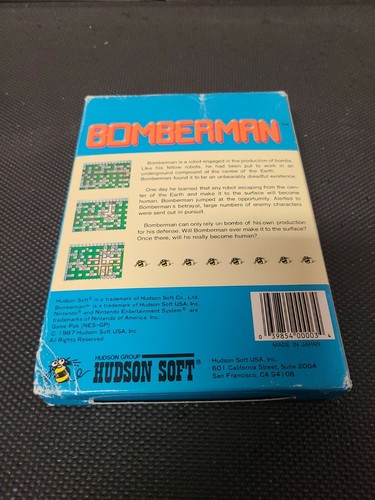 BOMBERMAN™
Bomberman is a robot engaged in the production of bombs.
Like his fellow robots, he had been put to work in an
underground compound at the center of the Earth.
Bomberman found it to be an unbearably dreadful existence.
One day he learned that any robot escaping from the cen-
ter of the Earth and make it to the surface will become
human. Bomberman jumped at the opportunity. Alerted to
Bomberman's betrayal, large numbers of enemy characters
were sent out in pursuit.
Bomberman can only rely on bombs of his own production
for his defense. Will Bomberman ever make it to the surface?
Once there, will he really become human?
Hudson Soft® is a trademark of Hudson Soft Co., Ltd.
Bomberman™ is a trademark of Hudson Soft USA, Inc.
Nintendo® and Nintendo Entertainment System® are
trademarks of Nintendo of America Inc.
Game Pak (NES-GP)
© 1987 Hudson Soft USA, Inc.
All Rights Reserved.
0 39854 00003 4
MADE IN JAPAN
HUDSON GROUP
HUDSON SOFT®
Hudson Soft USA, Inc.
601 California Street, Suite 200A
San Francisco, CA 94108